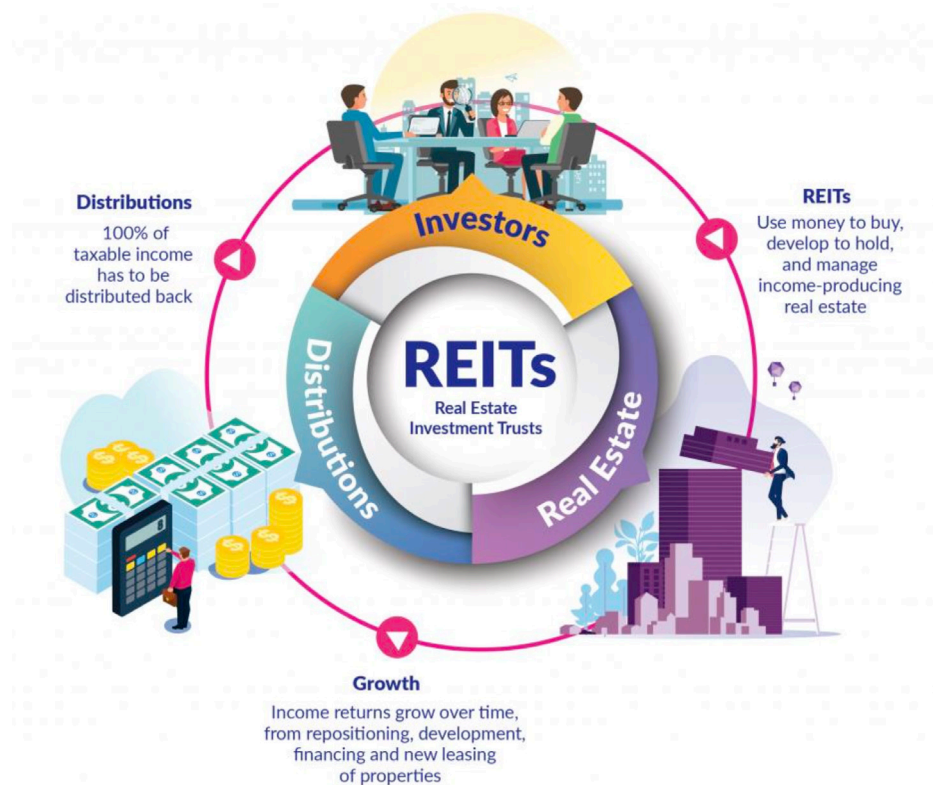 Investors
Distributions
100% of
taxable income
has to be
distributed back
REITs
Use money to buy,
develop to hold,
and manage
income-producing
real estate
Distributions
REITs
Real Estate
Investment Trusts
Real Estate
8
Growth
Income returns grow over time,
from repositioning, development,
financing and new leasing
of properties